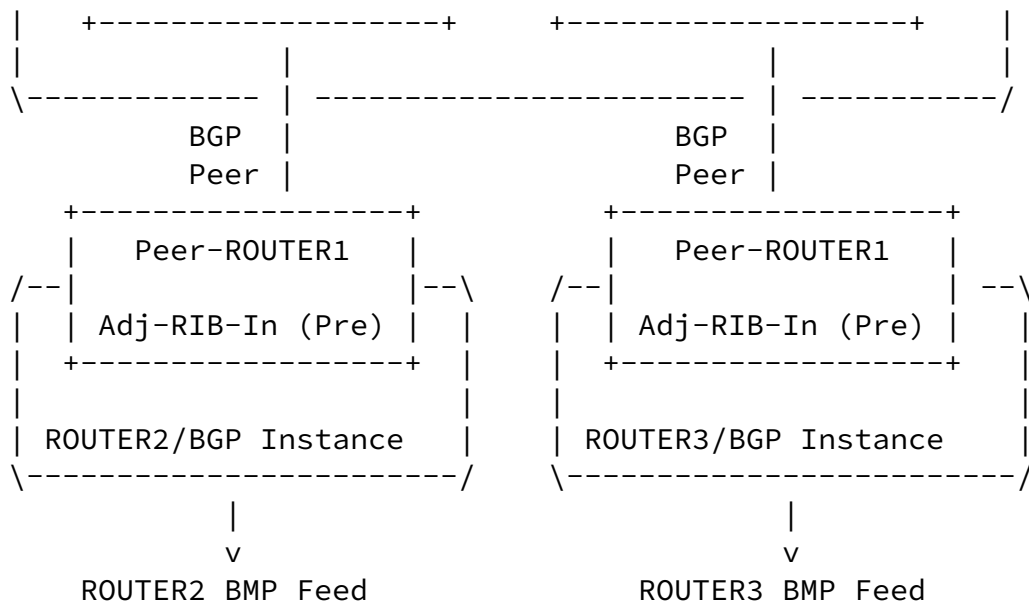 BGP BGP
Peer Peer
Peer-ROUTER1 Peer-ROUTER1
Adj-RIB-In (Pre) Adj-RIB-In (Pre)
ROUTER2/BGP Instance ROUTER3/BGP Instance
v v
ROUTER2 BMP Feed ROUTER3 BMP Feed